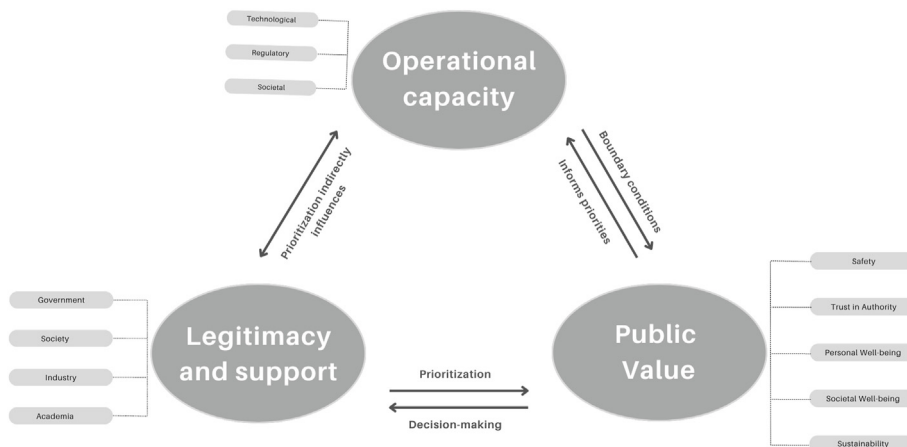 Technological
Regulatory
Societal
Operational
capacity
Prioritization indirectly
influences
Boundary conditions
Informs priorities
Government
Society
Industry
Academia
Legitimacy
and support
Prioritization
Decision-making
Public
Value
Safety
Trust in Authority
Personal Well-being
Societal Well-being
Sustainability